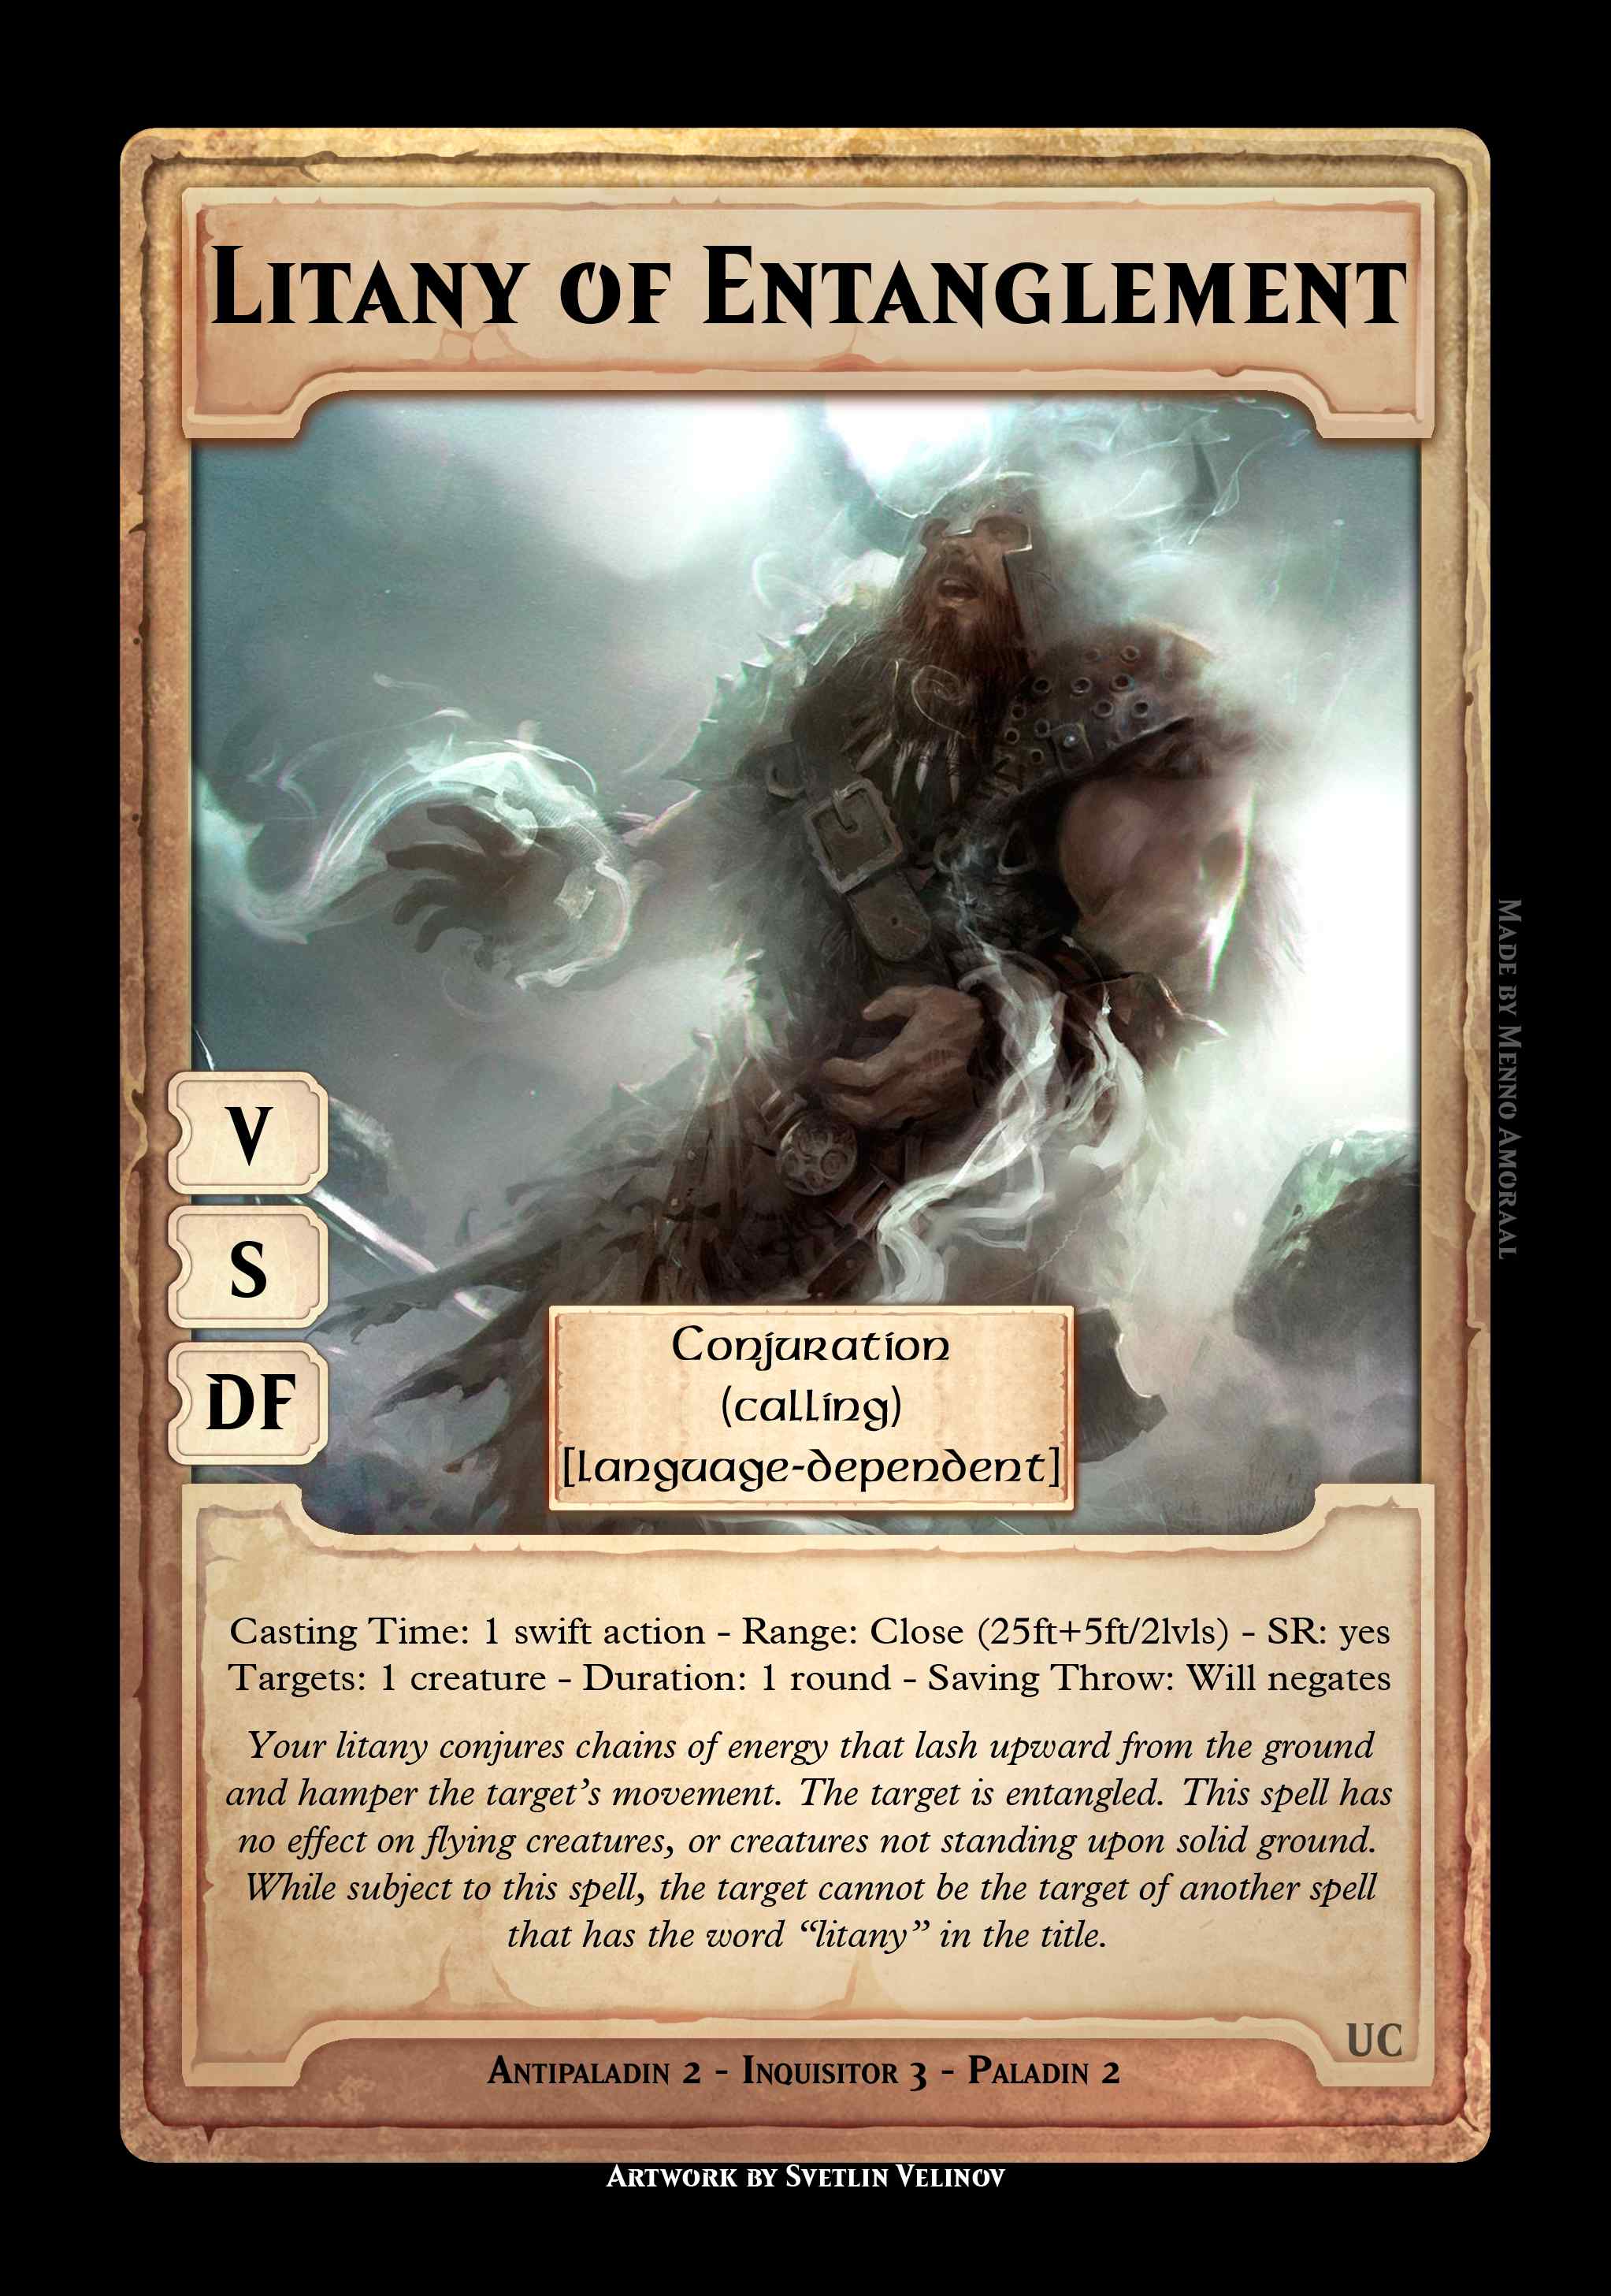 Litany of Entanglement
V
S
DF
Conjuration
(calling)
[language-dependent]
Casting Time: 1 swift action - Range: Close (25ft+5ft/2lvls) - SR: yes
Targets: 1 creature - Duration: 1 round - Saving Throw: Will negates
Your litany conjures chains of energy that lash upward from the ground
and hamper the target’s movement. The target is entangled. This spell has
no effect on flying creatures, or creatures not standing upon solid ground.
While subject to this spell, the target cannot be the target of another spell
that has the word “litany” in the title.
UC
Antipaladin 2 - Inquisitor 3 - Paladin 2
Artwork by Svetlin Velinov
Made by Menno Amoraal